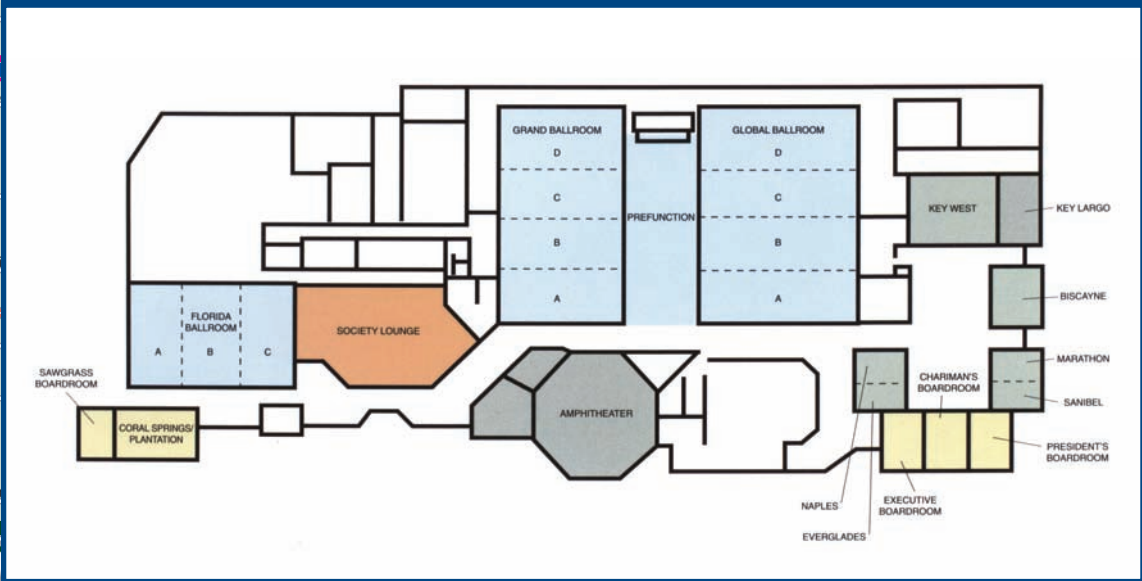 GRAND BALLROOM
D
C
B
A
PREFUNCTION
GLOBAL BALLROOM
D
C
B
A
KEY WEST
KEY LARGO
BISCAYNE
FLORIDA
BALLROOM
A
B
C
SOCIETY LOUNGE
SAWGRASS
BOARDROOM
CORAL SPRINGS/
PLANTATION
AMPHITHEATER
CHARIMAN'S
BOARDROOM
MARATHON
SANIBEL
PRESIDENT'S
BOARDROOM
NAPLES
EXECUTIVE
BOARDROOM
EVERGLADES